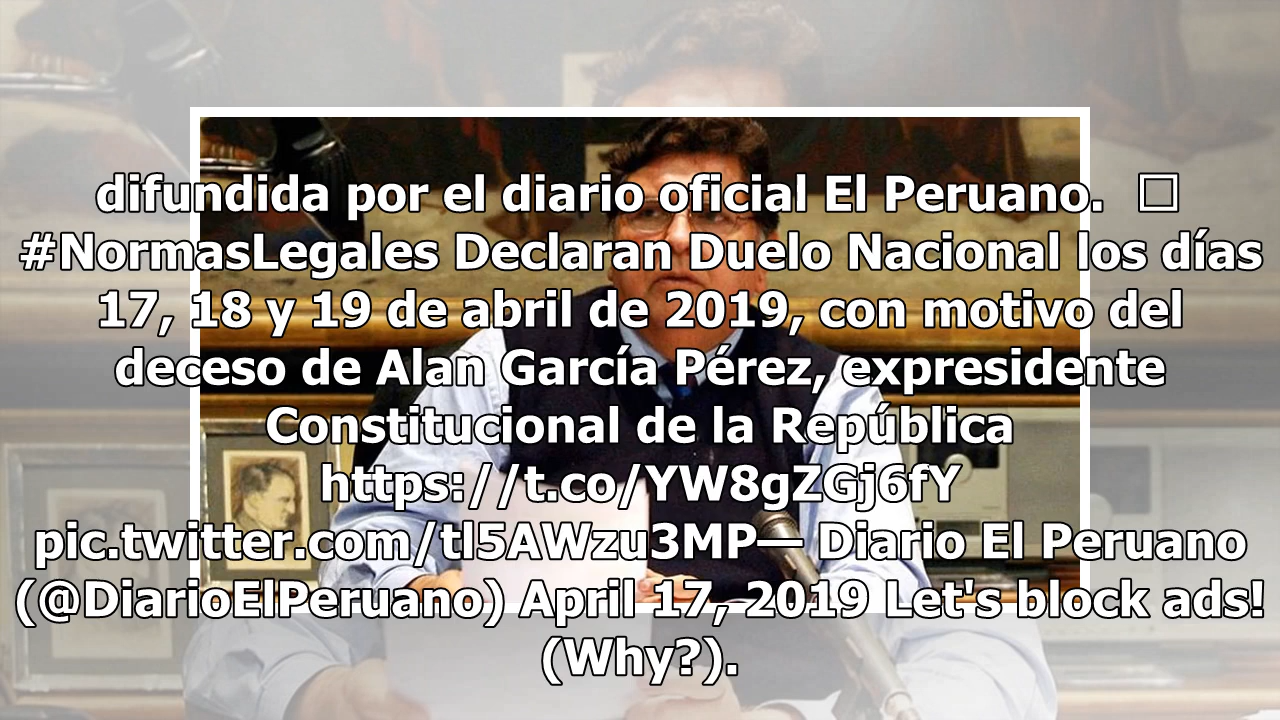 difundida por el diario oficial El Peruano. □
#NormasLegales Declaran Duelo Nacional los días
17, 18 y 19 de abril de 2019, con motivo del
deceso de Alan García Pérez, expresidente
Constitucional de la República
https://t.co/YW8gZGj6fY
pic.twitter.com/tl5AWzu3MP— Diario El Peruano
(@DiarioElPeruano) April 17, 2019 Let's block ads!
(Why?).